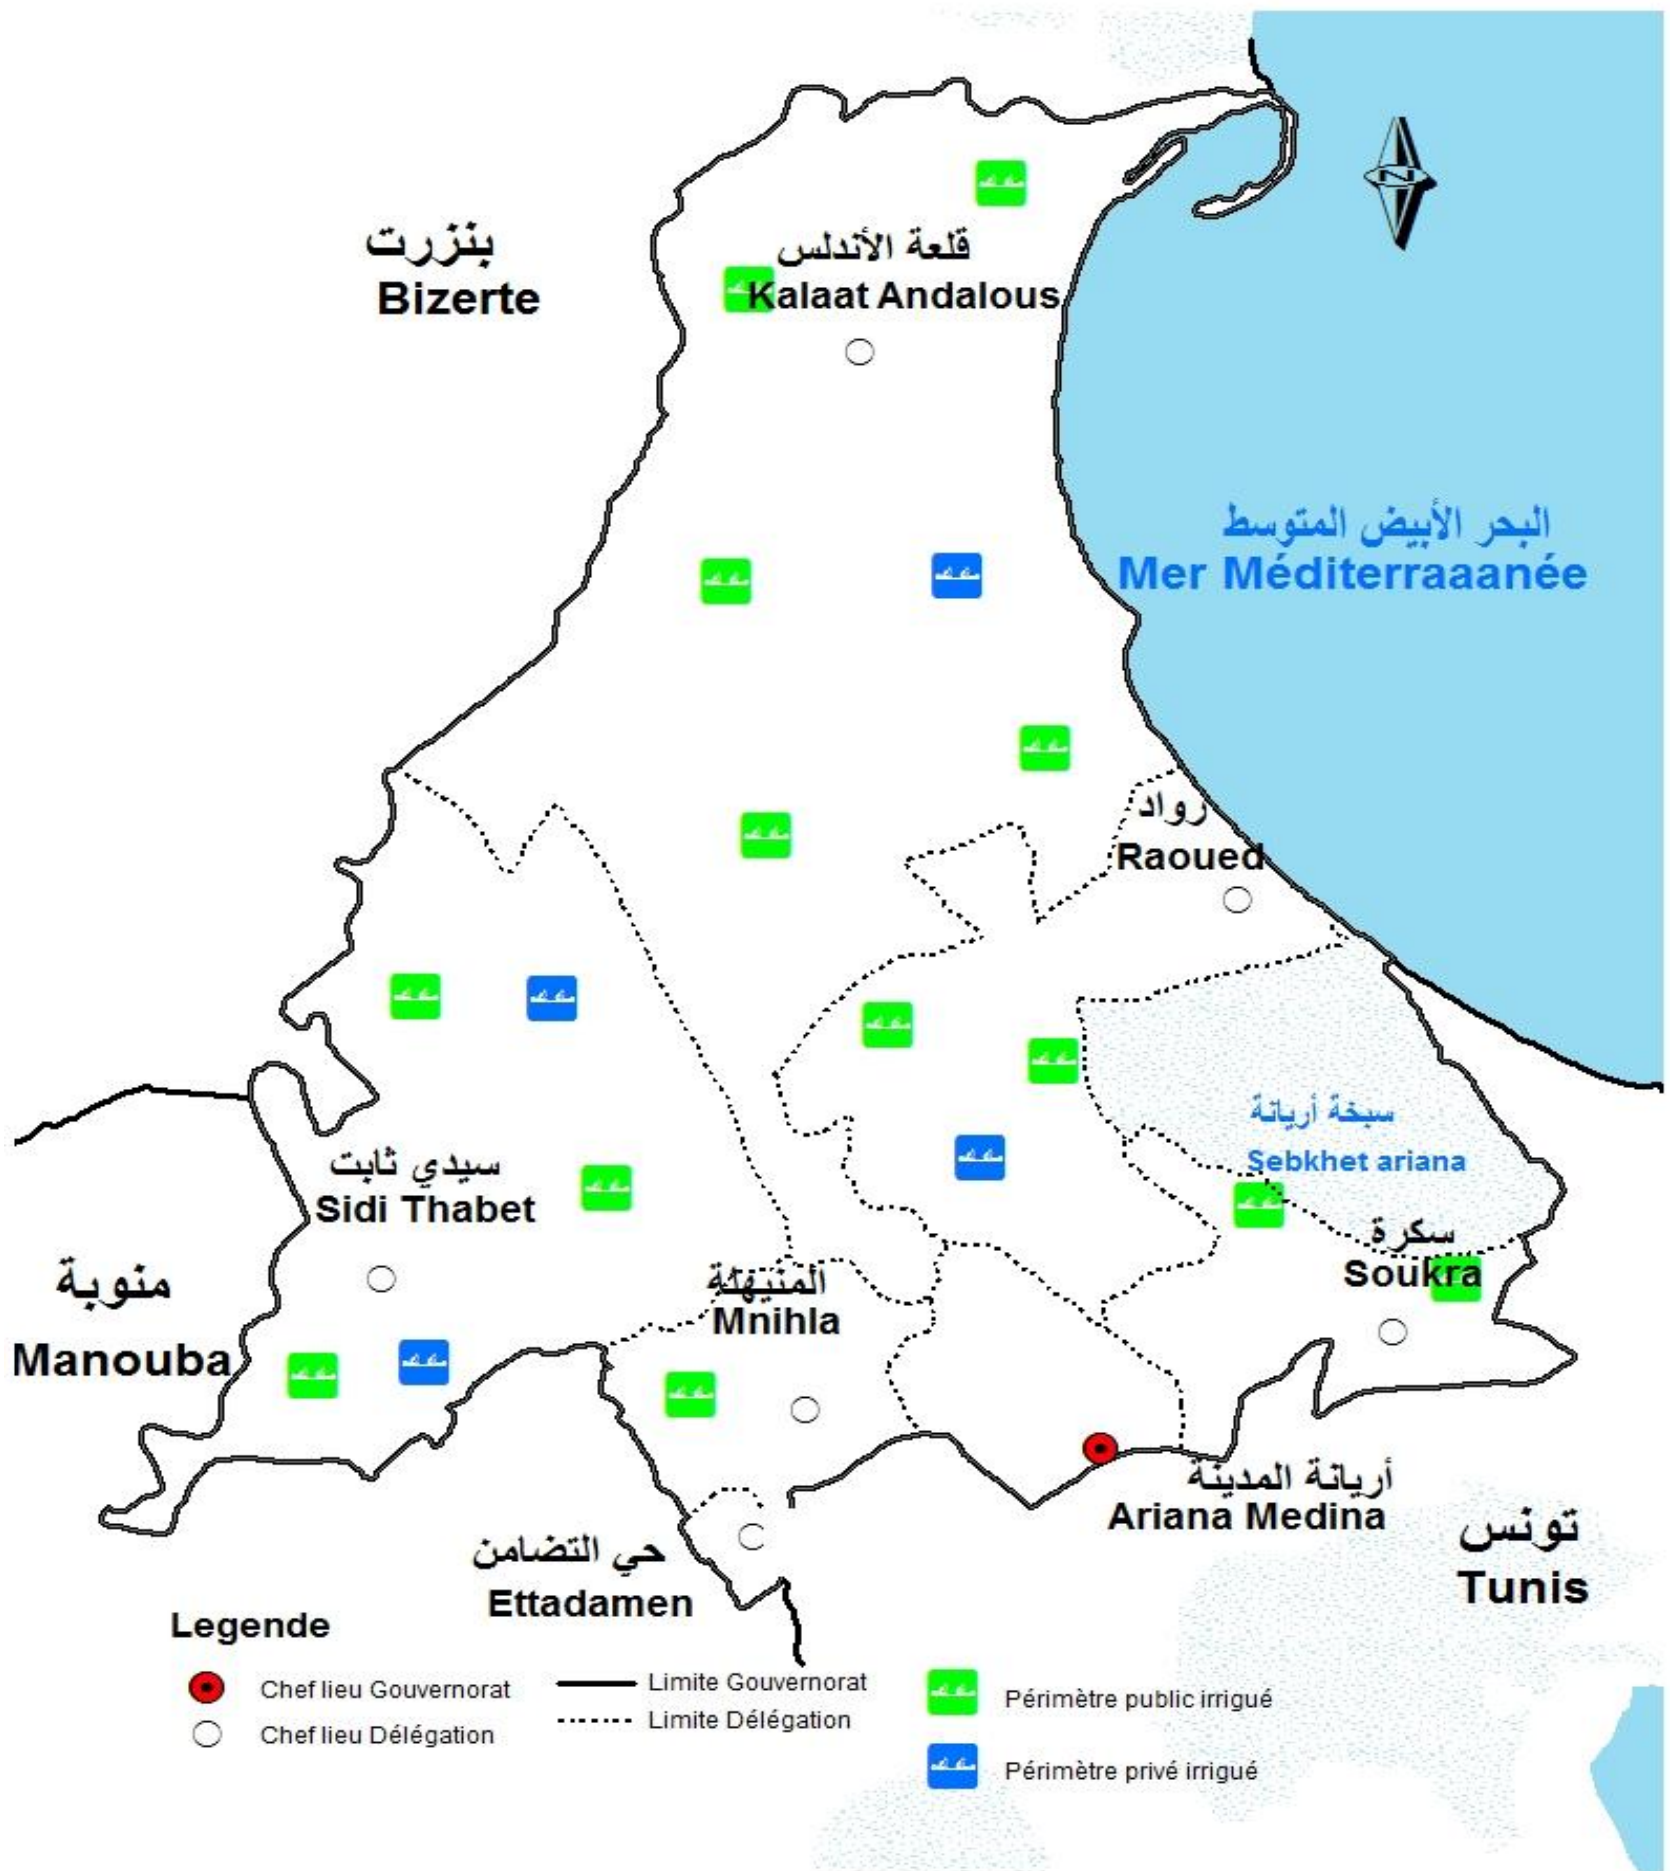 قلعة الأندلس
Kalaat Andalous
بنزرت
Bizerte
N
البحر الأبيض المتوسط
Mer Méditerraaanée
رواد
Raoued
سبخة أريانة
Sebkhet ariana
سيدي ثابت
Sidi Thabet
سكرة
Soukra
منوبة
Manouba
المنيهلة
Mnihla
أريانة المدينة
Ariana Medina
تونس
Tunis
حي التضامن
Ettadamen
Legende
Chef lieu Gouvernorat
Chef lieu Délégation
Limite Gouvernorat
Limite Délégation
Périmètre public irrigué
Périmètre privé irrigué